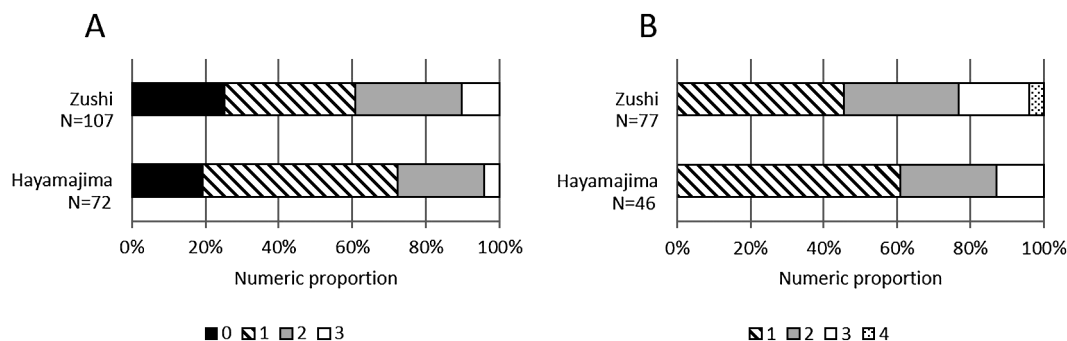 A
Zushi
N=107
Hayamajima
N=72
0% 20% 40% 60% 80% 100%
Numeric proportion
0 1 2 3
B
Zushi
N=77
Hayamajima
N=46
0% 20% 40% 60% 80% 100%
Numeric proportion
1 2 3 4